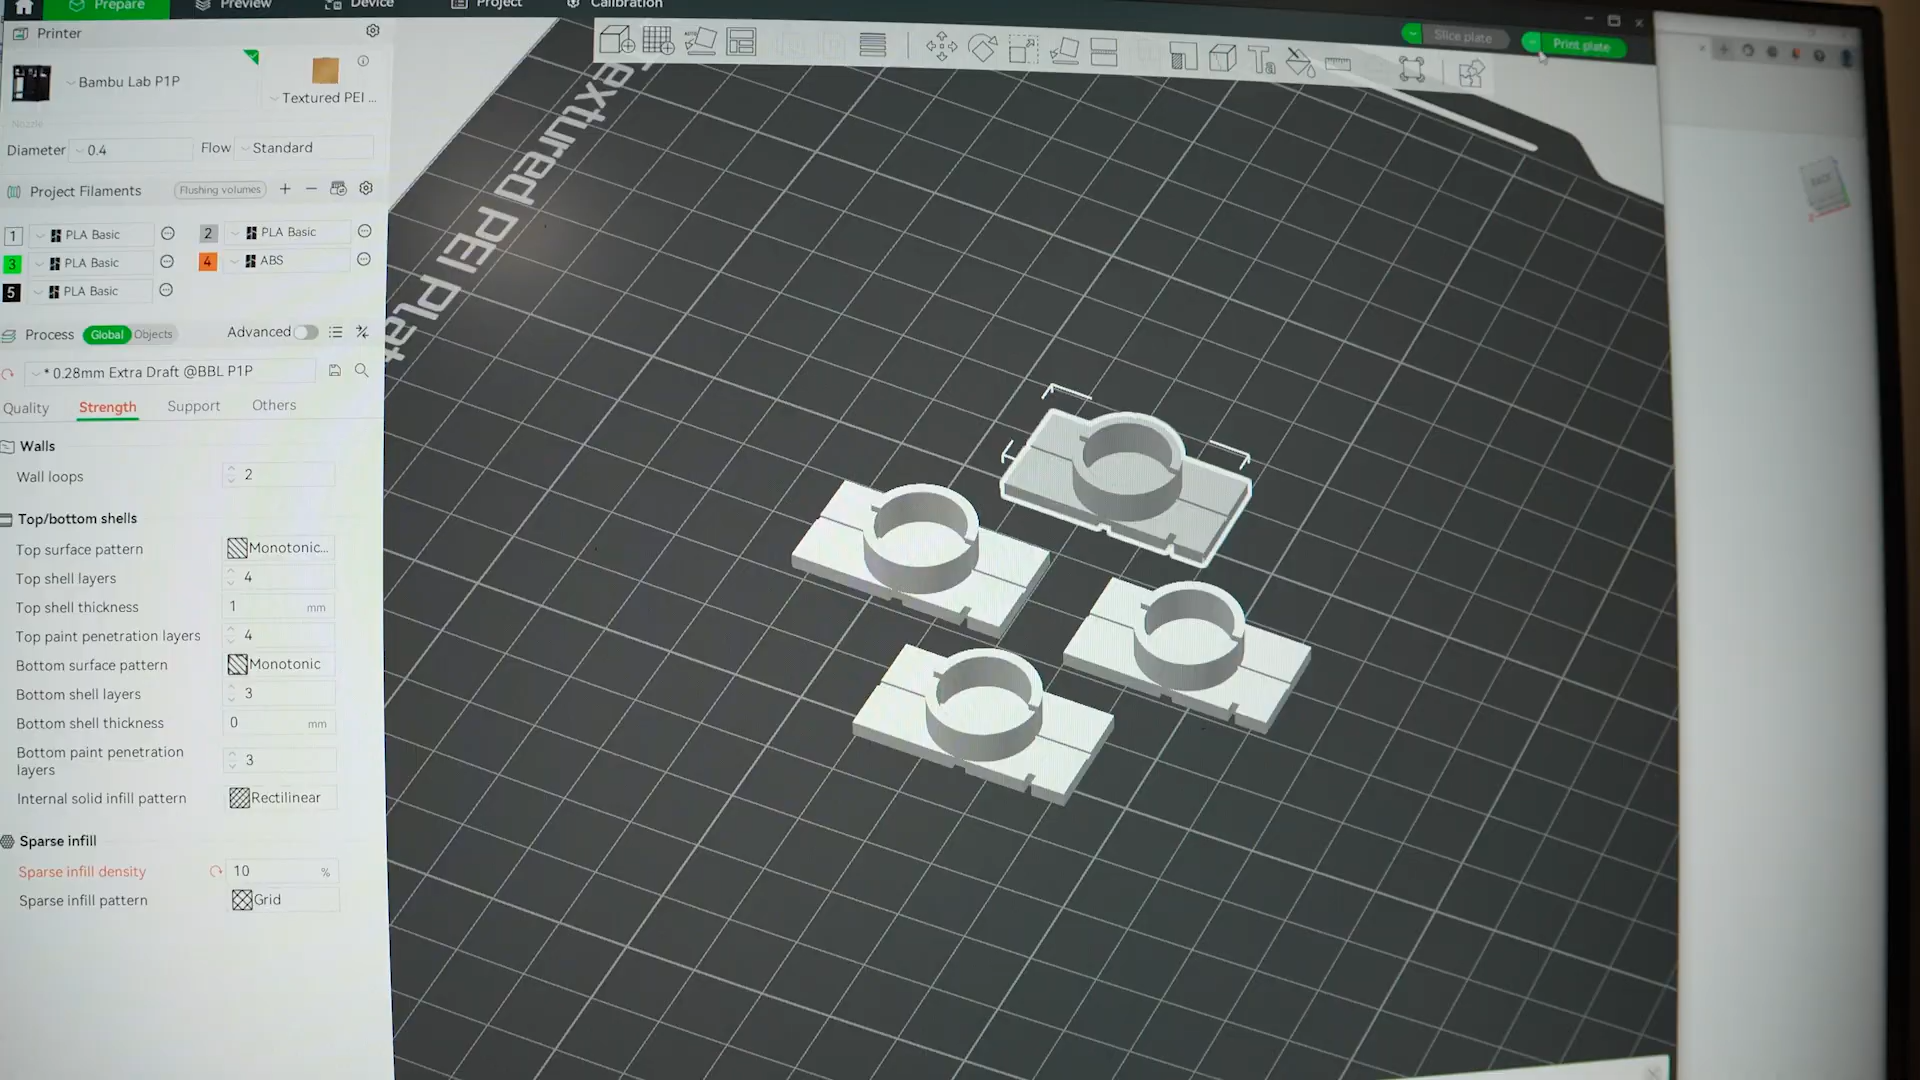 Prepare
Preview
Device
Project
Calibration
Printer
Bambu Lab P1P
Textured PEI ...
Nozzle
Diameter 0.4 Flow Standard
Project Filaments Flushing volumes
1 PLA Basic 2 PLA Basic
3 PLA Basic 4 ABS
5 PLA Basic
Process Global Objects Advanced
* 0.28mm Extra Draft @BBL P1P
Quality Strength Support Others
Walls
Wall loops 2
Top/bottom shells
Top surface pattern Monotonic...
Top shell layers 4
Top shell thickness 1 mm
Top paint penetration layers 4
Bottom surface pattern Monotonic
Bottom shell layers 3
Bottom shell thickness 0 mm
Bottom paint penetration
layers 3
Internal solid infill pattern Rectilinear
Sparse infill
Sparse infill density 10 %
Sparse infill pattern Grid
Slice plate
Print plate
Textured PEI Plat
BACK